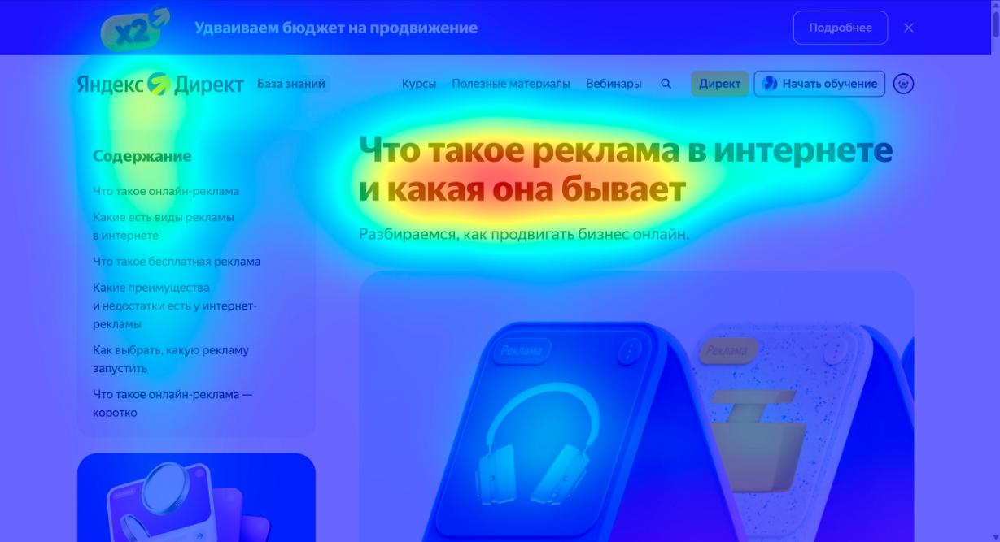 x2
Удваиваем бюджет на продвижение
Подробнее
Яндекс Директ
База знаний
Курсы
Полезные материалы
Вебинары
Директ
Начать обучение
Содержание
Что такое онлайн-реклама
Какие есть виды рекламы
в интернете
Что такое бесплатная реклама
Какие преимущества
и недостатки есть у интернет-
рекламы
Как выбрать, какую рекламу
запустить
Что такое онлайн-реклама —
коротко
Что такое реклама в интернете
и какая она бывает
Разбираемся, как продвигать бизнес онлайн.
Реклама
Реклама